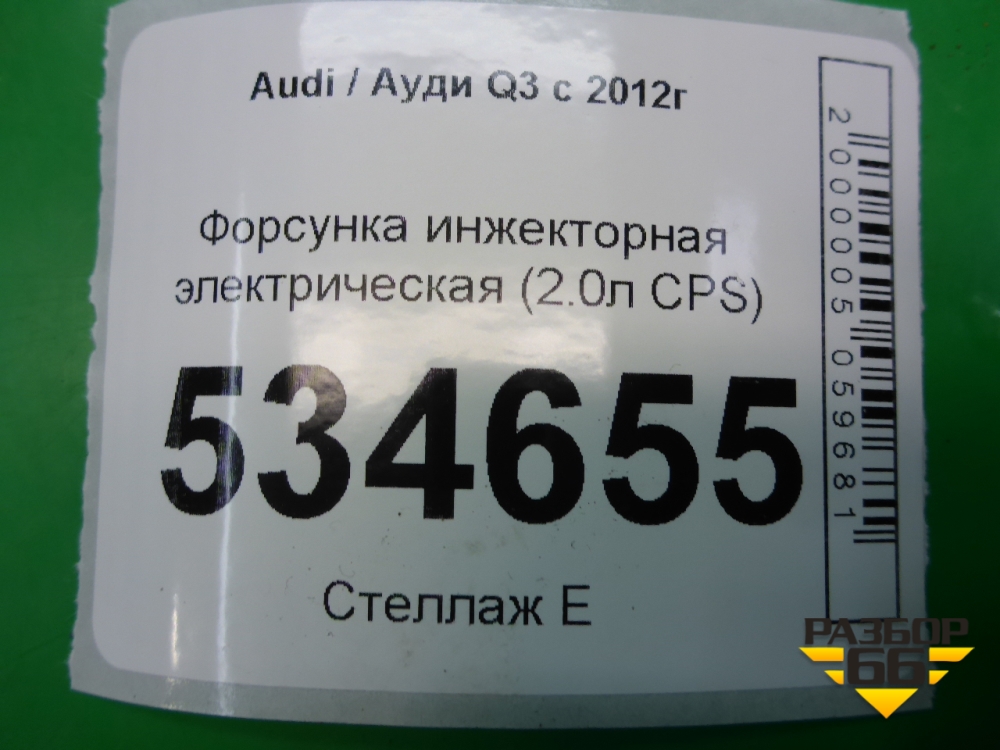 Audi / Ауди Q3 с 2012г
Форсунка инжекторная
электрическая (2.0л CPS)
534655
Стеллаж Е
2000005059681
РАЗБОР
66